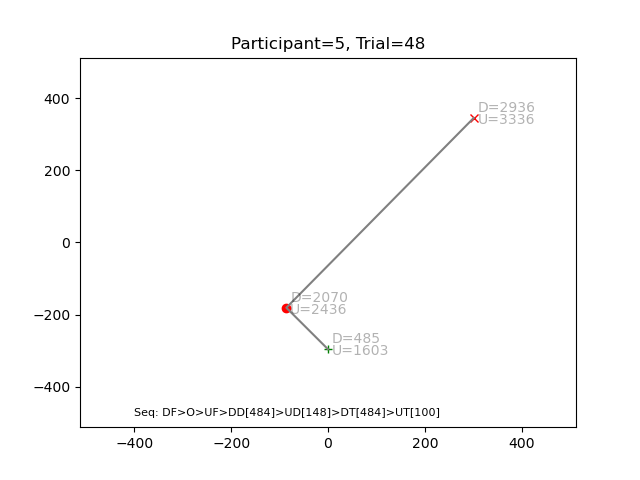 Participant=5, Trial=48
400
200
0
−200
−400
D=2936
U=3336
D=2070
U=2436
D=485
U=1603
Seq: DF>O>UF>DD[484]>UD[148]>DT[484]>UT[100]
−400
−200
0
200
400